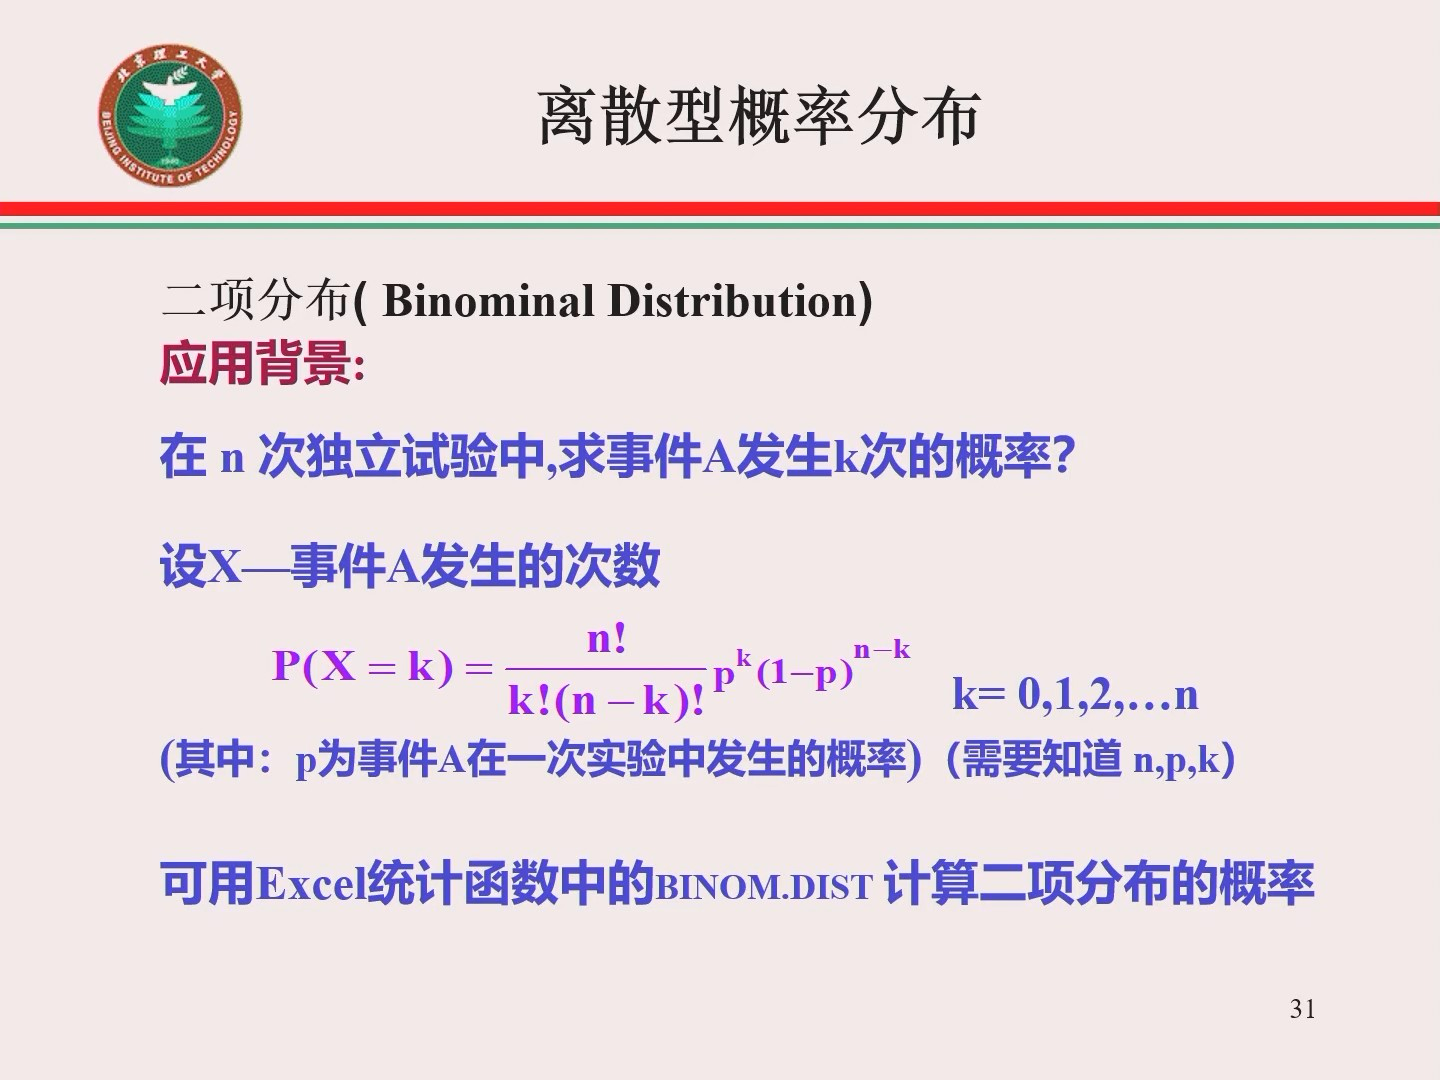 北京理工大学
BEIJING INSTITUTE OF TECHNOLOGY
1940
离散型概率分布
二项分布( Binominal Distribution)
应用背景:
在 n 次独立试验中,求事件A发生k次的概率?
设X—事件A发生的次数
P(X = k) = n! / k!(n – k)! p^k (1–p)^n–k k= 0,1,2,…n
(其中：p为事件A在一次实验中发生的概率)（需要知道 n,p,k）
可用Excel统计函数中的BINOM.DIST 计算二项分布的概率
31